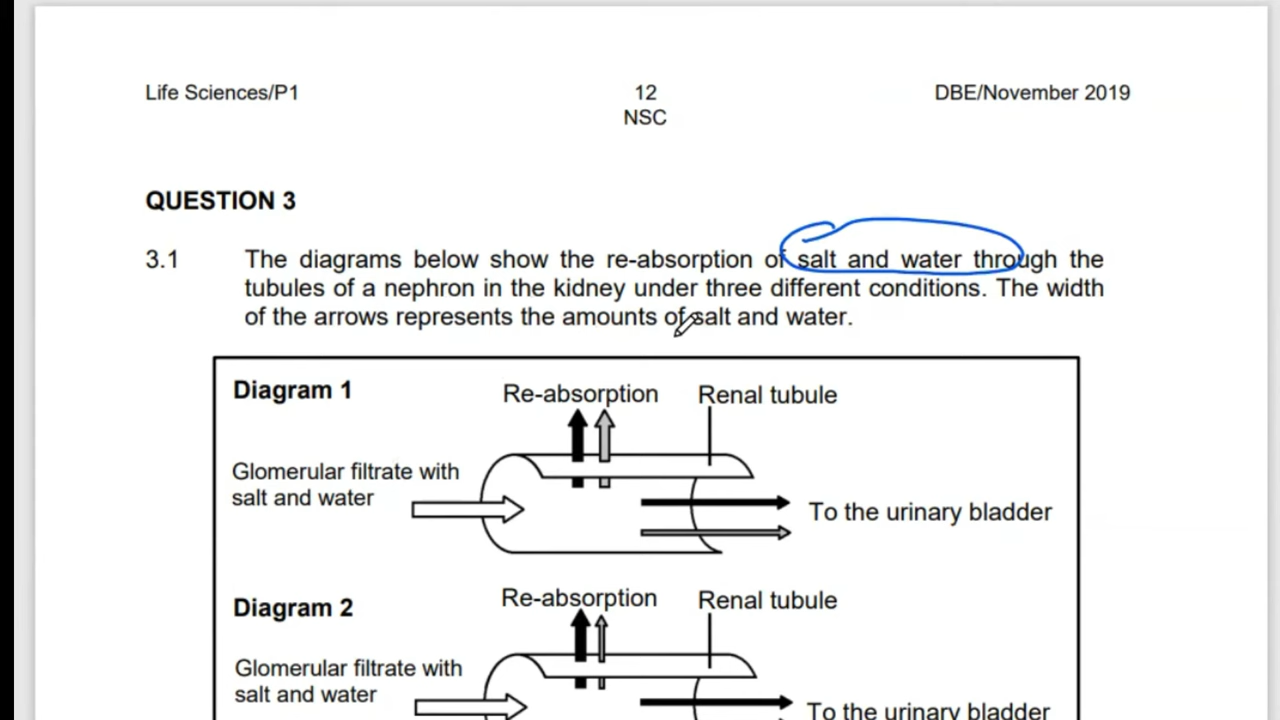 Life Sciences/P1 12 DBE/November 2019
NSC
QUESTION 3
3.1 The diagrams below show the re-absorption of salt and water through the
tubules of a nephron in the kidney under three different conditions. The width
of the arrows represents the amounts of salt and water.
Diagram 1
Re-absorption Renal tubule
Glomerular filtrate with
salt and water
To the urinary bladder
Diagram 2
Re-absorption Renal tubule
Glomerular filtrate with
salt and water
To the urinary bladder